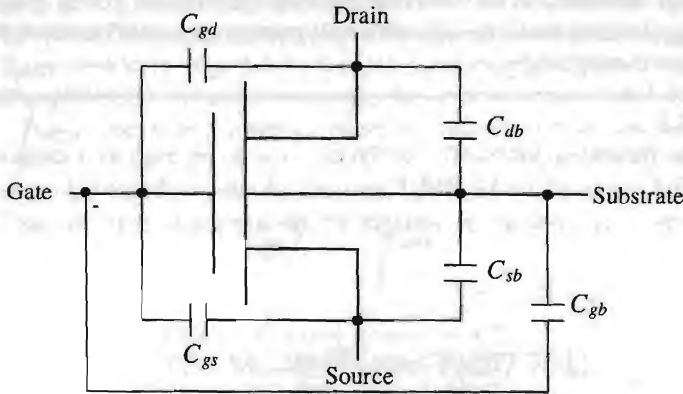 Drain
C_gd
C_db
Gate
Substrate
C_sb
C_gb
C_gs
Source